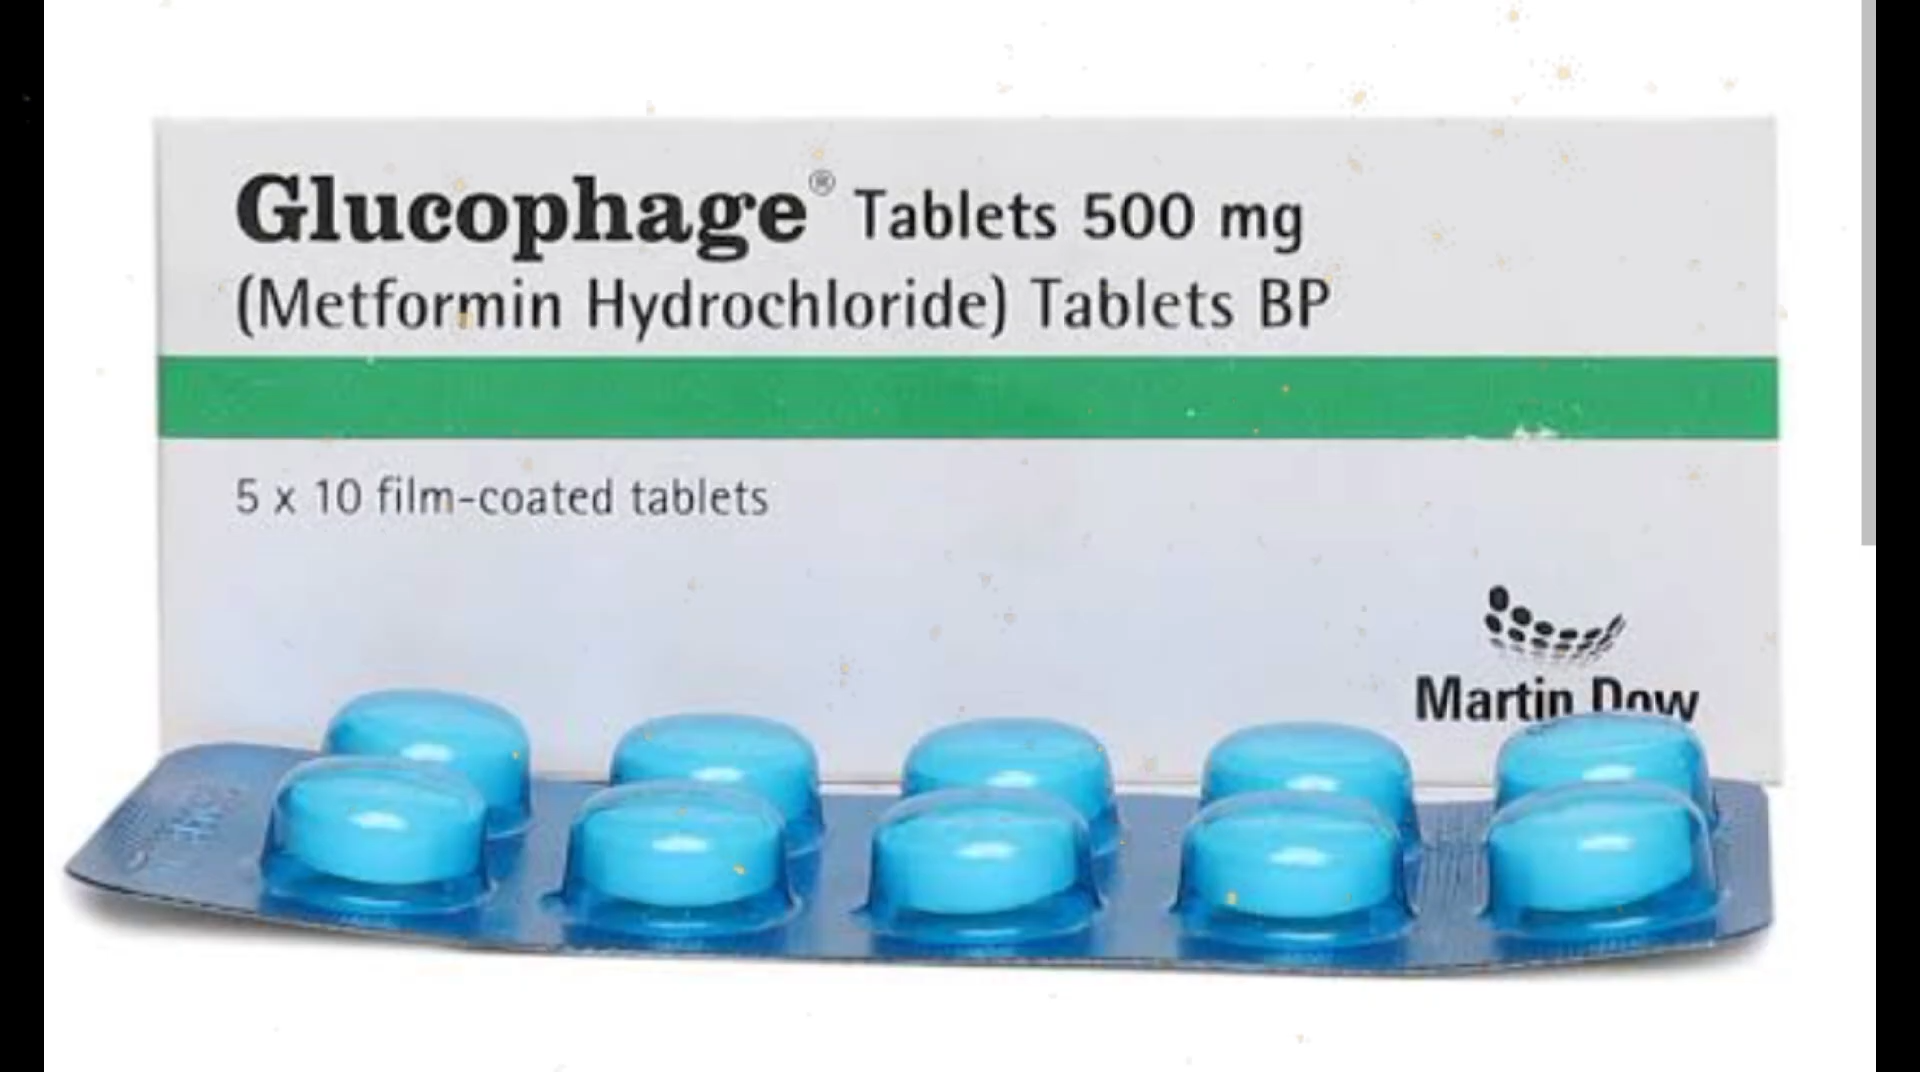 Glucophage® Tablets 500 mg
(Metformin Hydrochloride) Tablets BP
5 x 10 film-coated tablets
Martin Dow